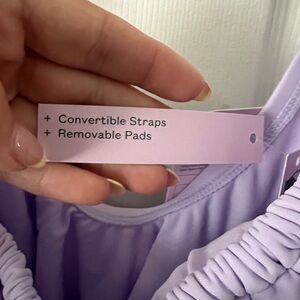 + Convertible Straps
+ Removable Pads